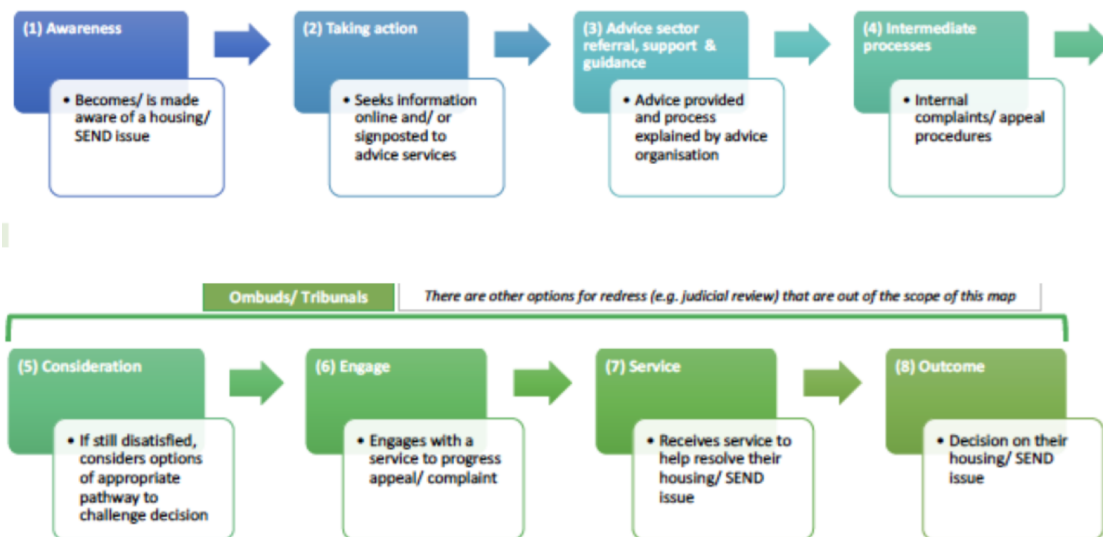 (1) Awareness
• Becomes/ is made
aware of a housing/
SEND issue
(2) Taking action
• Seeks information
online and/ or
signposted to
advice services
(3) Advice sector
referral, support &
guidance
• Advice provided
and process
explained by advice
organisation
(4) Intermediate
processes
• Internal
complaints/ appeal
procedures
Ombuds/ Tribunals
There are other options for redress (e.g. judicial review) that are out of the scope of this map
(5) Consideration
• If still disatisfied,
considers options
of appropriate
pathway to
challenge decision
(6) Engage
• Engages with a
service to progress
appeal/ complaint
(7) Service
• Receives service to
help resolve their
housing/ SEND
issue
(8) Outcome
• Decision on their
housing/ SEND
issue